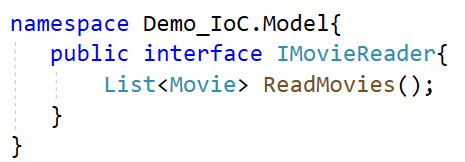 namespace Demo_IoC.Model{
    public interface IMovieReader{
        List<Movie> ReadMovies();
    }
}